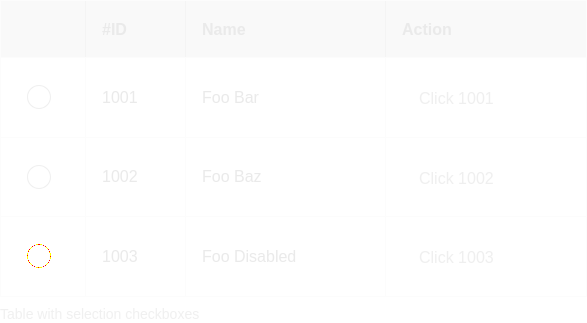 #ID Name Action
1001 Foo Bar Click 1001
1002 Foo Baz Click 1002
1003 Foo Disabled Click 1003
Table with selection checkboxes